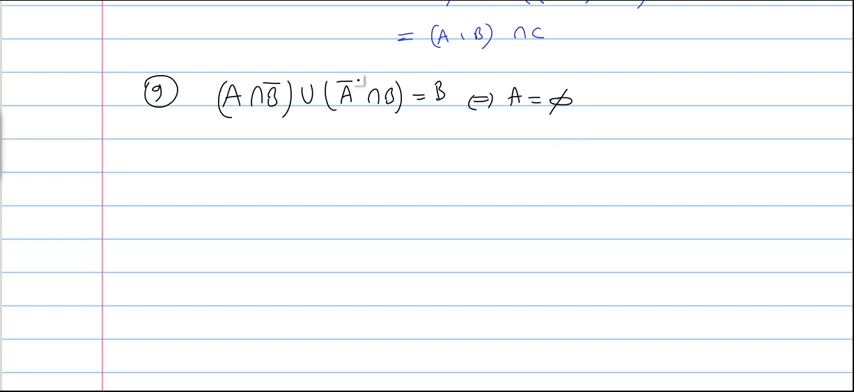 = (A \ B) ∩ C
⑨ (A ∩ B̅) ∪ (A̅ ∩ B) = B ⇔ A = ∅